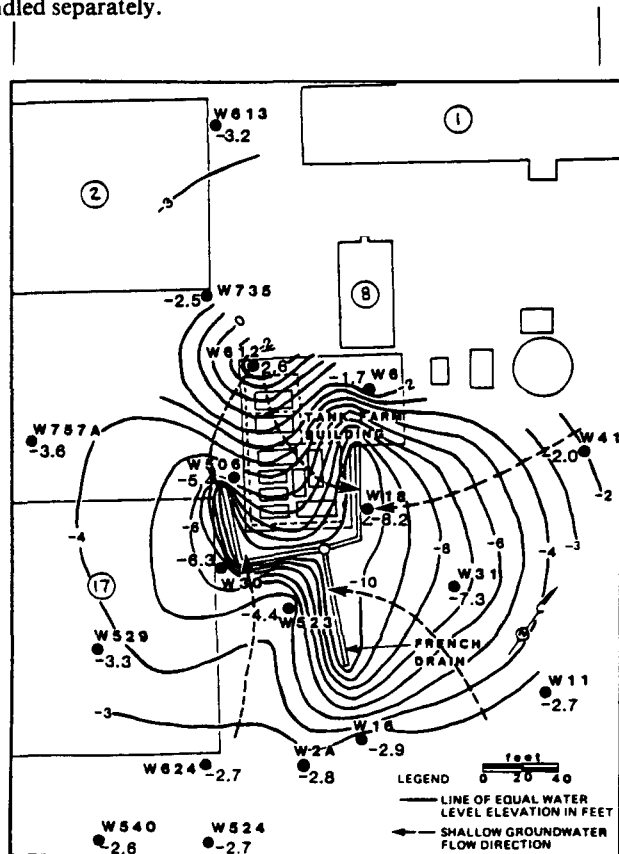 ndled separately.
W613
-3.2
1
2
-3
W735
-2.5
8
0
W612
-2
2.6
-1.7
W6
-2
TANK FARM
BUILDING
W757A
-3.6
W41
-2.0
-2
W506
-5.
W18
-8.2
-6
-8
-6
-4
-3
-4
-6.3
W30
-10
W31
-7.3
17
-4.4
W523
W529
-3.3
FRENCH
DRAIN
W11
-2.7
-3
W16
-2.9
W624
-2.7
W2A
-2.8
feet
0 20 40
LEGEND
LINE OF EQUAL WATER
LEVEL ELEVATION IN FEET
SHALLOW GROUNDWATER
FLOW DIRECTION
W540
-2.6
W524
-2.7